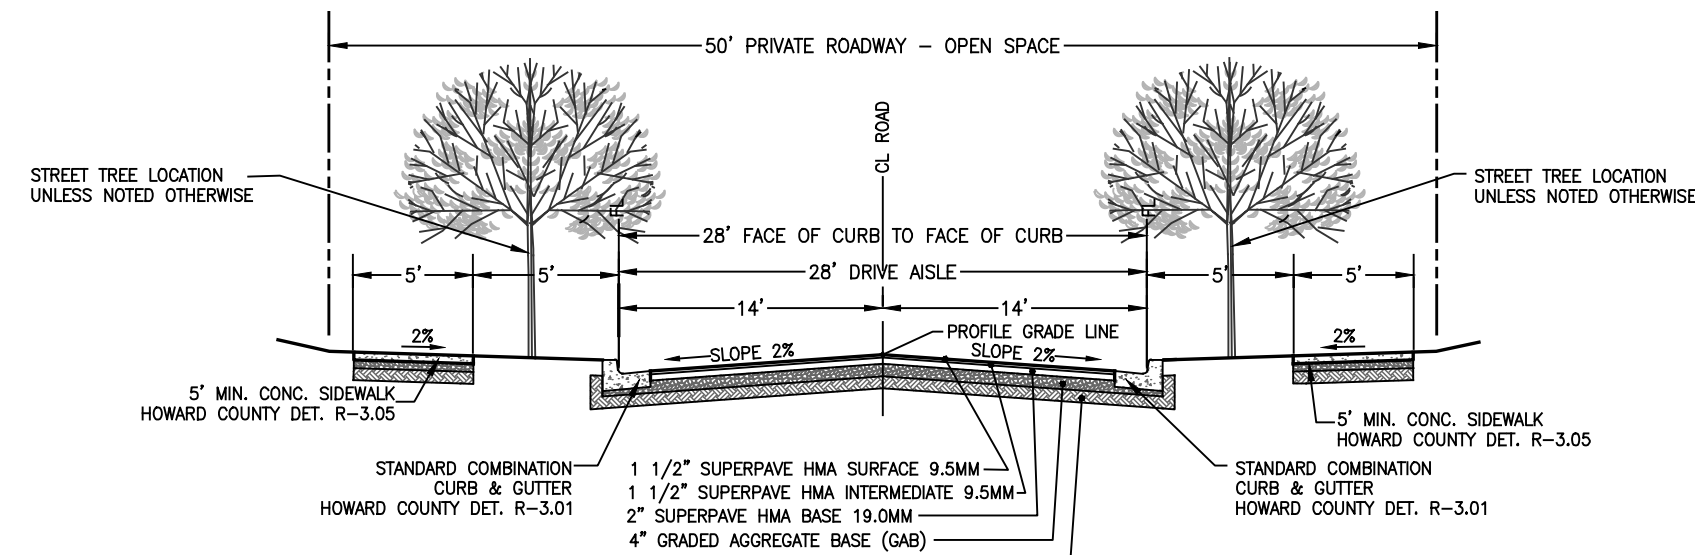 50' PRIVATE ROADWAY – OPEN SPACE
CL ROAD
STREET TREE LOCATION
UNLESS NOTED OTHERWISE
STREET TREE LOCATION
UNLESS NOTED OTHERWISE
FL
FL
28' FACE OF CURB TO FACE OF CURB
5'
5'
28' DRIVE AISLE
5'
5'
14'
14'
2%
PROFILE GRADE LINE
2%
SLOPE 2%
SLOPE 2%
5' MIN. CONC. SIDEWALK
HOWARD COUNTY DET. R–3.05
5' MIN. CONC. SIDEWALK
HOWARD COUNTY DET. R–3.05
STANDARD COMBINATION
CURB & GUTTER
HOWARD COUNTY DET. R–3.01
1 1/2" SUPERPAVE HMA SURFACE 9.5MM
1 1/2" SUPERPAVE HMA INTERMEDIATE 9.5MM
2" SUPERPAVE HMA BASE 19.0MM
4" GRADED AGGREGATE BASE (GAB)
STANDARD COMBINATION
CURB & GUTTER
HOWARD COUNTY DET. R–3.01